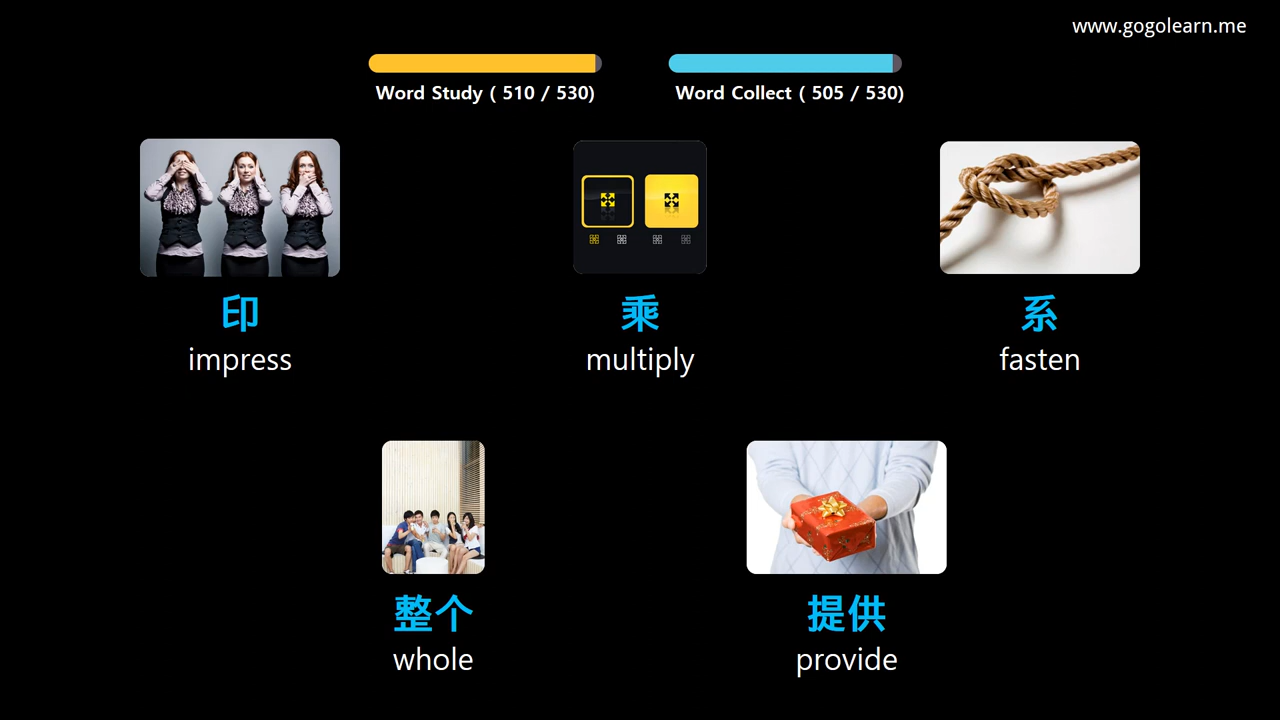 www.gogolearn.me
Word Study ( 510 / 530)
Word Collect ( 505 / 530)
印
impress
乘
multiply
系
fasten
整个
whole
提供
provide